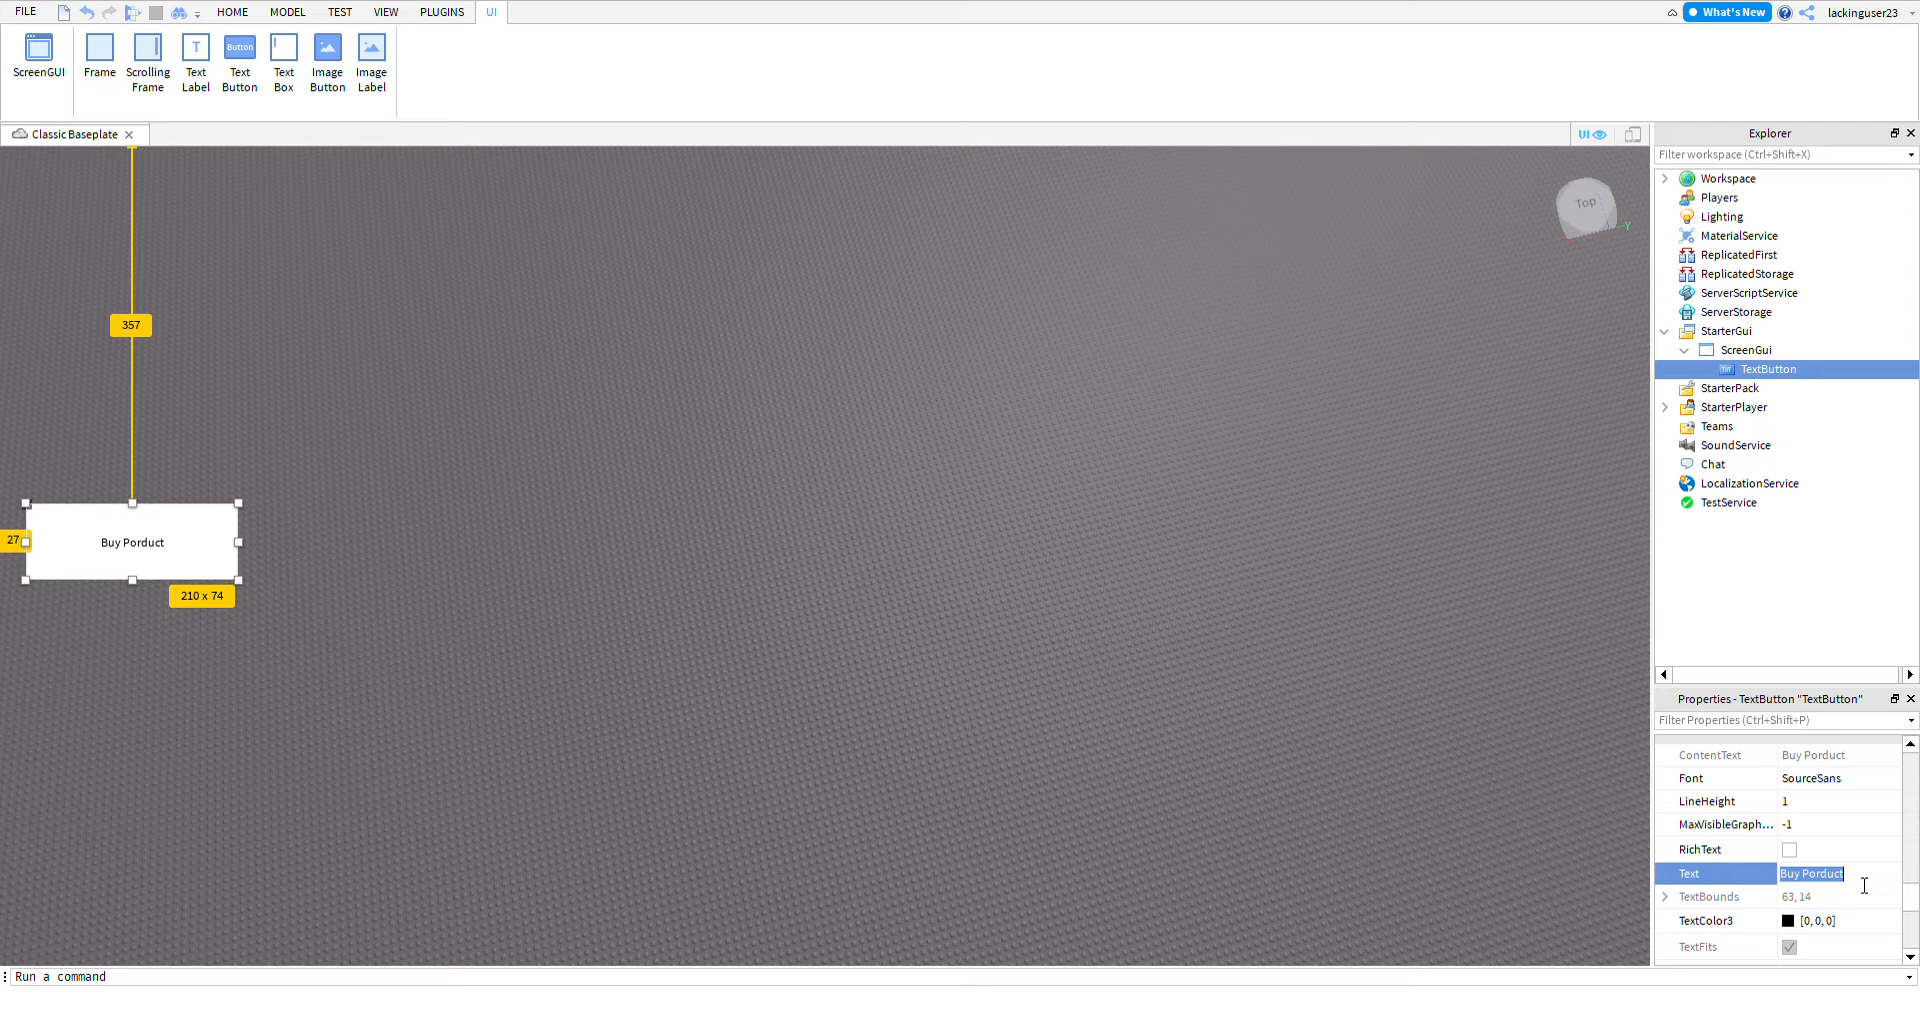 FILE HOME MODEL TEST VIEW PLUGINS UI What's New lackinguser23
ScreenGUI Frame Scrolling Frame Text Label Button Text Button Text Box Image Button Image Label
Classic Baseplate UI
Explorer
Filter workspace (Ctrl+Shift+X)
Workspace
Players
Lighting
MaterialService
ReplicatedFirst
ReplicatedStorage
ServerScriptService
ServerStorage
StarterGui
ScreenGui
TextButton
StarterPack
StarterPlayer
Teams
SoundService
Chat
LocalizationService
TestService
Top
Y
357
27
Buy Porduct
210 x 74
Properties - TextButton "TextButton"
Filter Properties (Ctrl+Shift+P)
ContentText Buy Porduct
Font SourceSans
LineHeight 1
MaxVisibleGraph... -1
RichText
Text Buy Porduct
TextBounds 63, 14
TextColor3 [0, 0, 0]
TextFits
Run a command